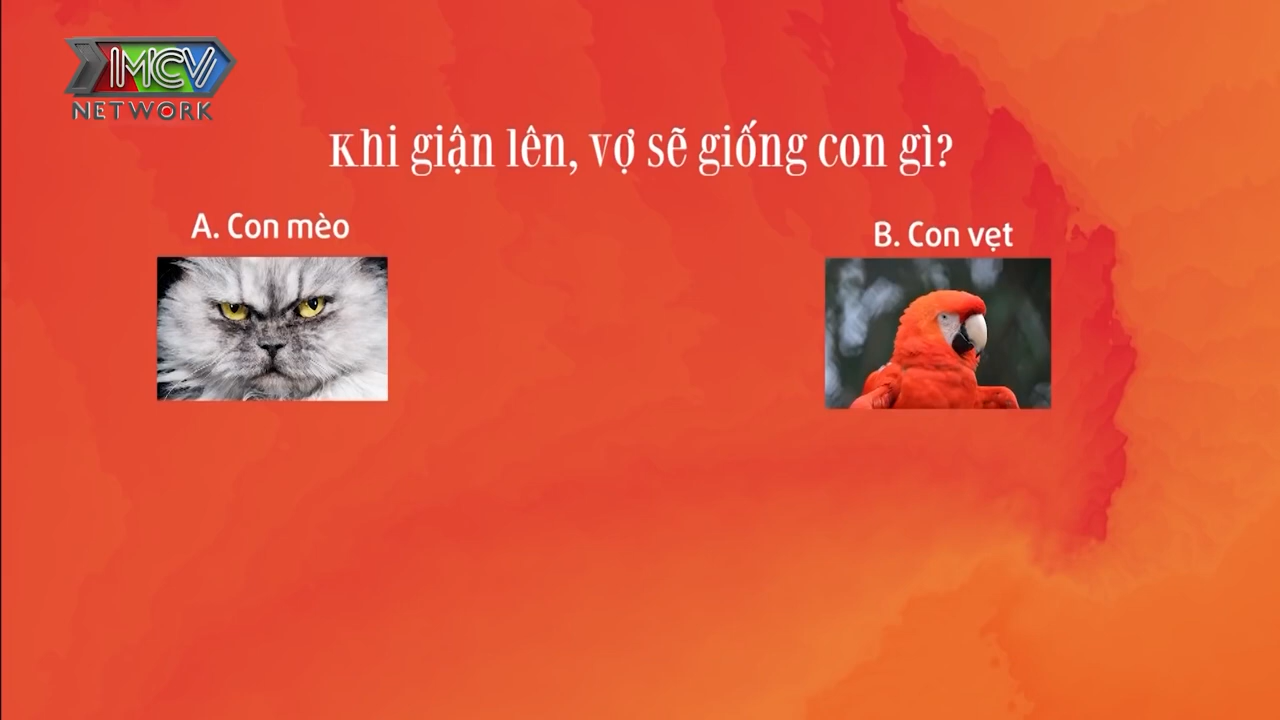 MCV
NETWORK
Khi giận lên, vợ sẽ giống con gì?
A. Con mèo
B. Con vẹt